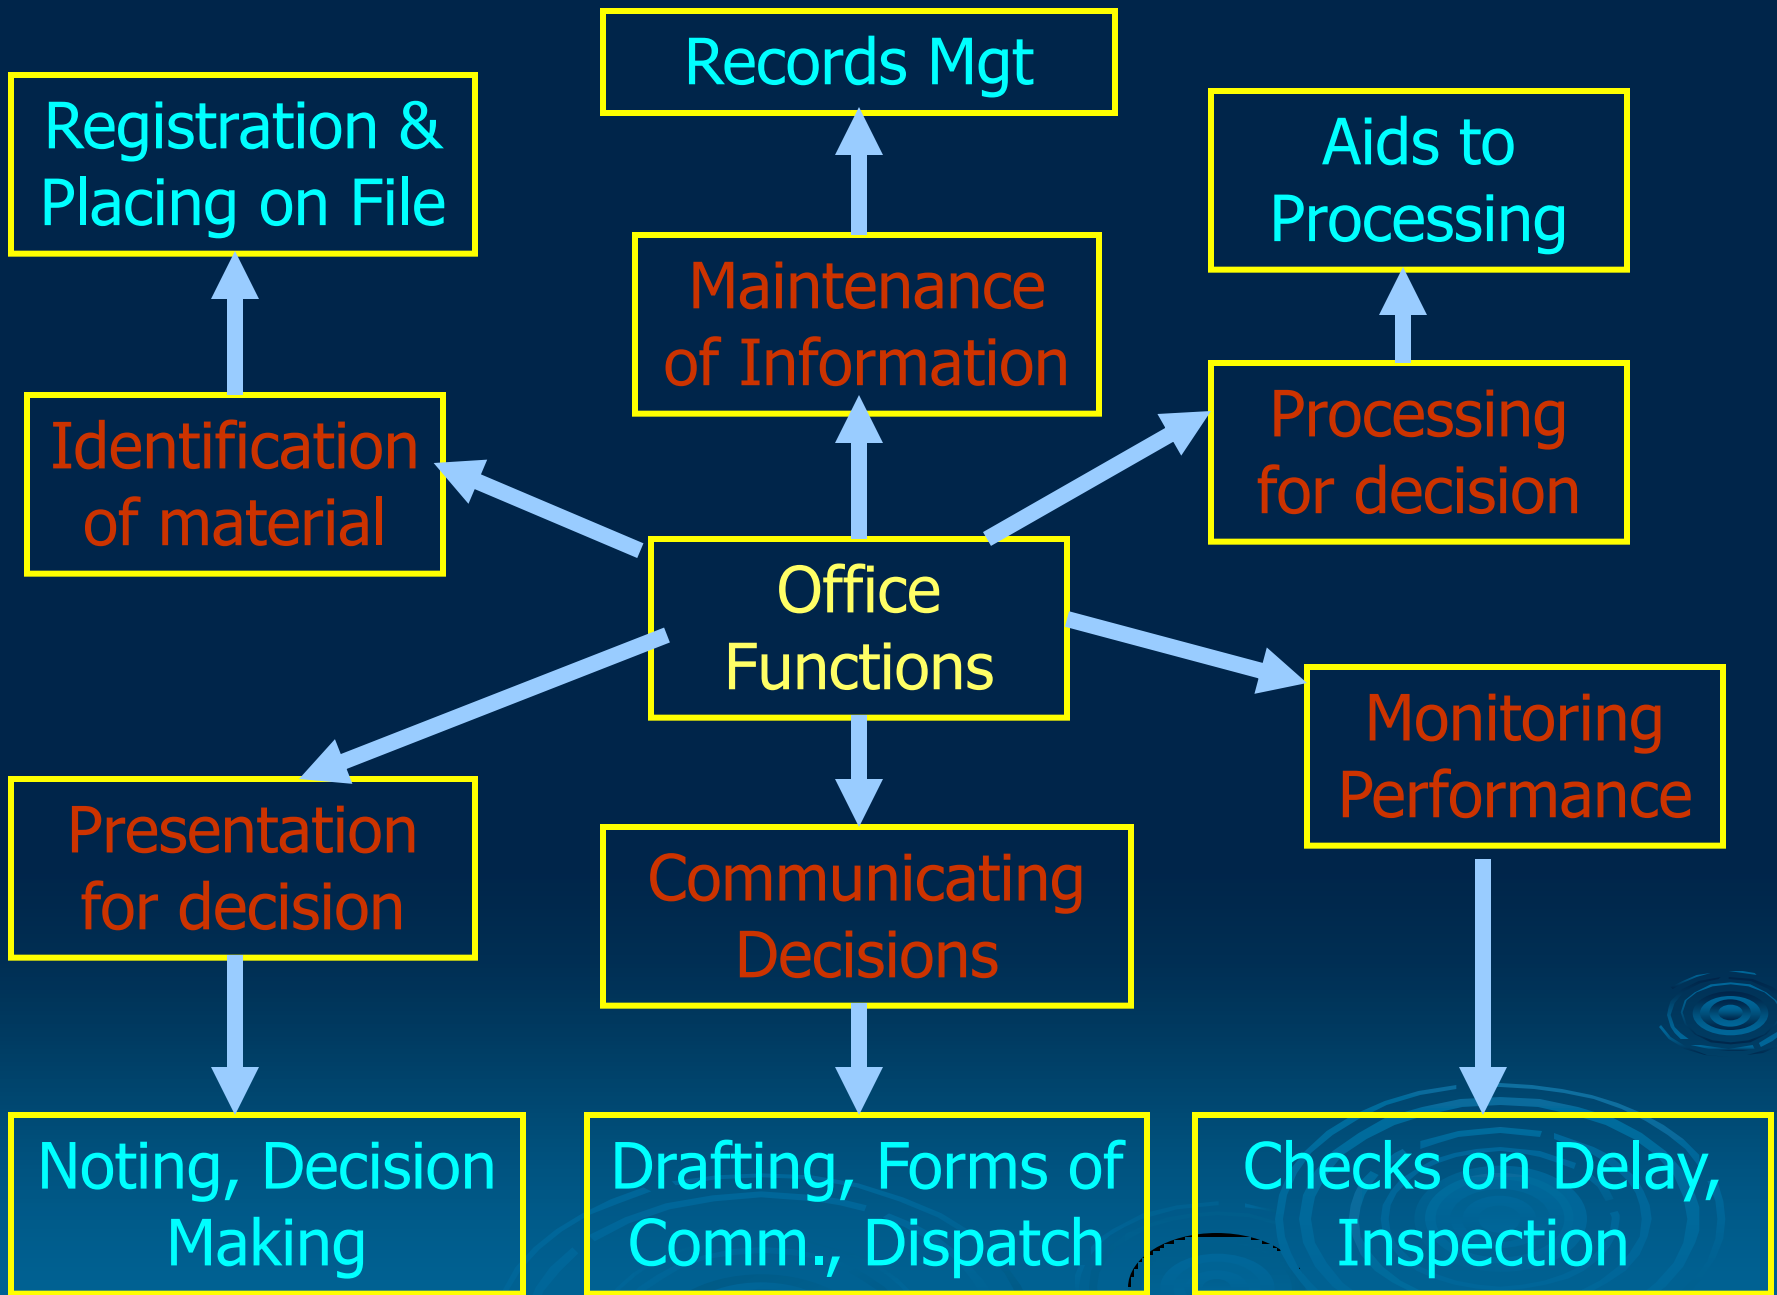 Records Mgt
Registration &
Placing on File
Aids to
Processing
Maintenance
of Information
Identification
of material
Processing
for decision
Office
Functions
Monitoring
Performance
Presentation
for decision
Communicating
Decisions
Noting, Decision
Making
Drafting, Forms of
Comm., Dispatch
Checks on Delay,
Inspection